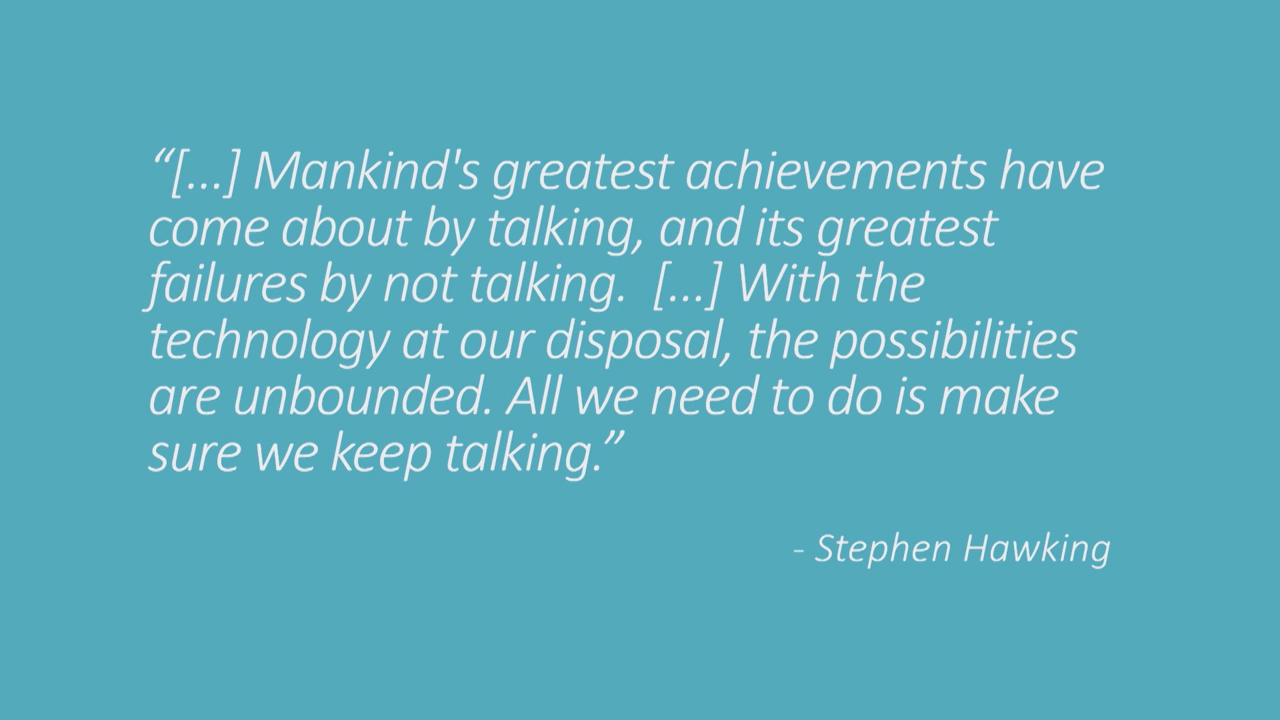 “[...] Mankind's greatest achievements have
come about by talking, and its greatest
failures by not talking.  [...] With the
technology at our disposal, the possibilities
are unbounded. All we need to do is make
sure we keep talking.”
- Stephen Hawking